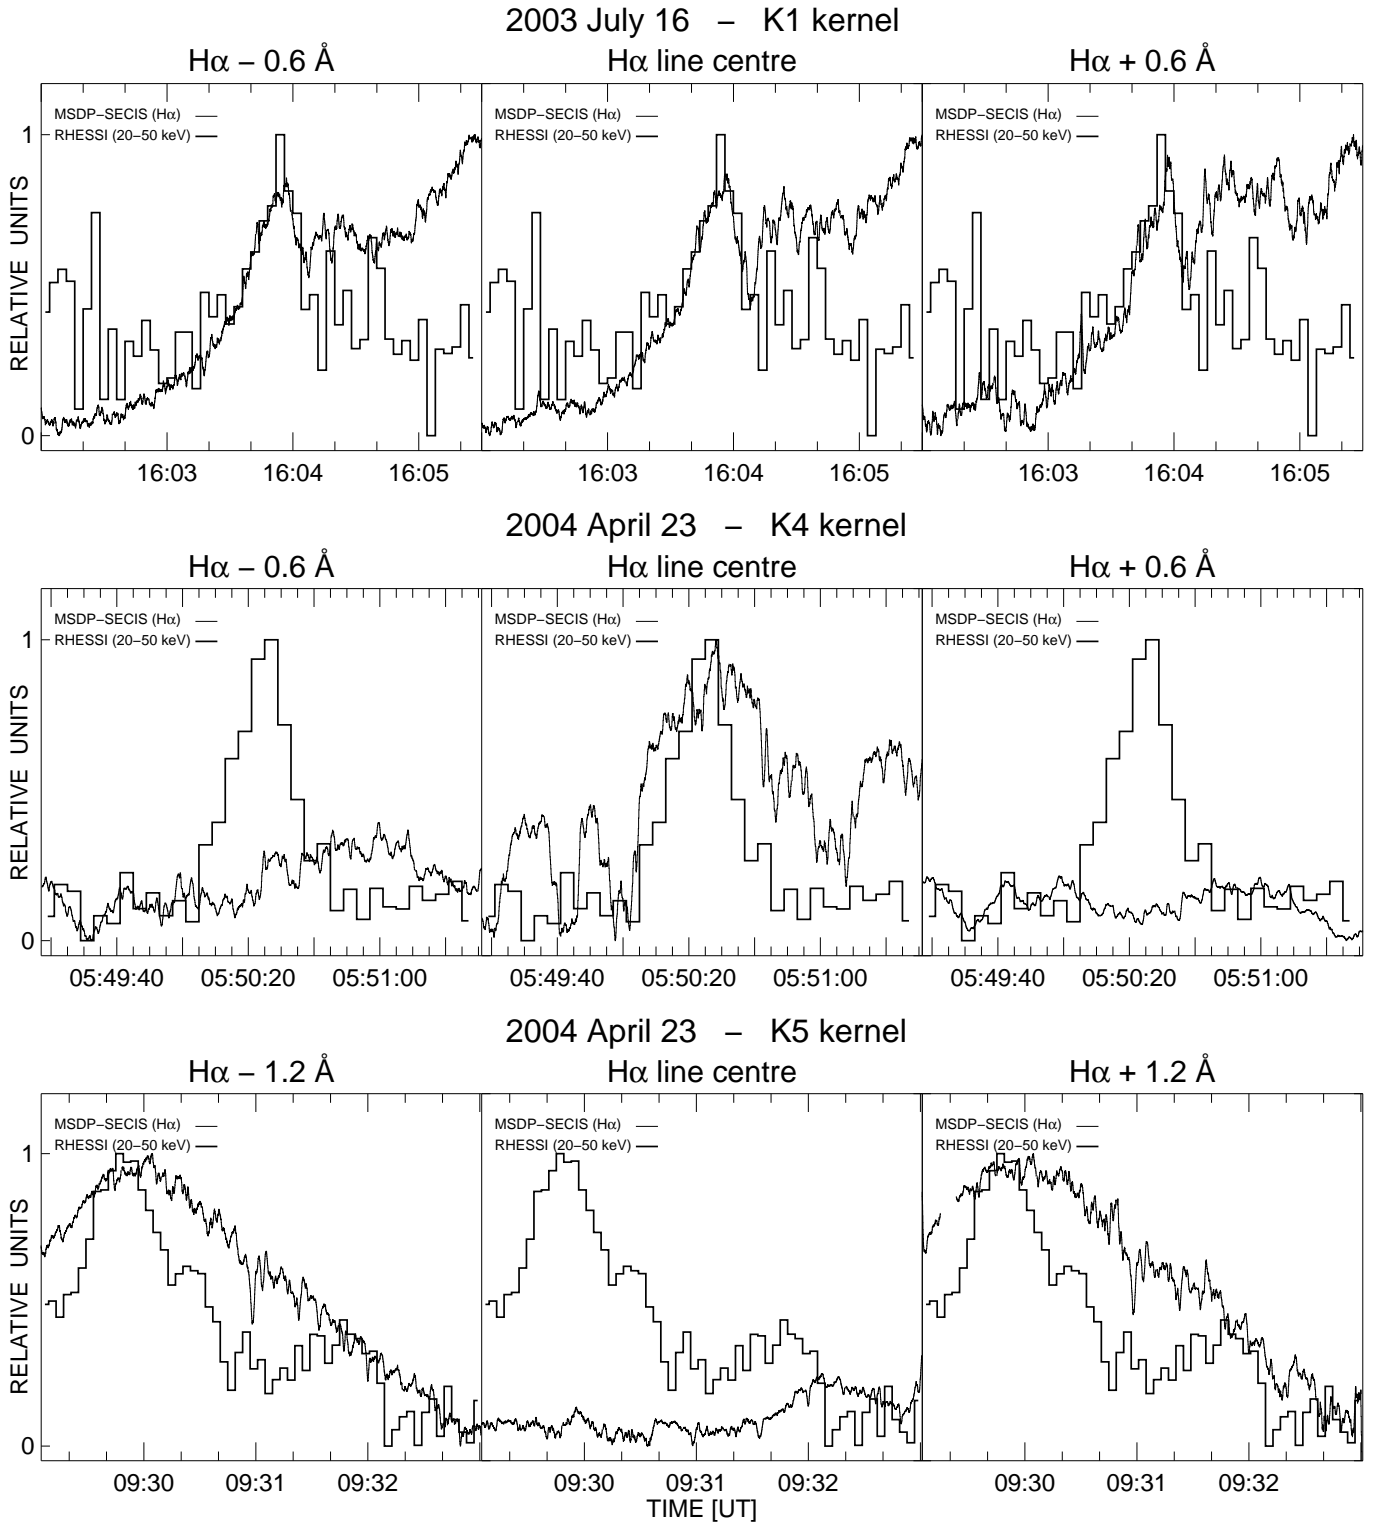 2003 July 16 – K1 kernel
Hα – 0.6 Å Hα line centre Hα + 0.6 Å
MSDP–SECIS (Hα) MSDP–SECIS (Hα) MSDP–SECIS (Hα)
RHESSI (20–50 keV) RHESSI (20–50 keV) RHESSI (20–50 keV)
1
RELATIVE UNITS
0
16:03 16:04 16:05 16:03 16:04 16:05 16:03 16:04 16:05
2004 April 23 – K4 kernel
Hα – 0.6 Å Hα line centre Hα + 0.6 Å
MSDP–SECIS (Hα) MSDP–SECIS (Hα) MSDP–SECIS (Hα)
RHESSI (20–50 keV) RHESSI (20–50 keV) RHESSI (20–50 keV)
1
RELATIVE UNITS
0
05:49:40 05:50:20 05:51:00 05:49:40 05:50:20 05:51:00 05:49:40 05:50:20 05:51:00
2004 April 23 – K5 kernel
Hα – 1.2 Å Hα line centre Hα + 1.2 Å
MSDP–SECIS (Hα) MSDP–SECIS (Hα) MSDP–SECIS (Hα)
RHESSI (20–50 keV) RHESSI (20–50 keV) RHESSI (20–50 keV)
1
RELATIVE UNITS
0
09:30 09:31 09:32 09:30 09:31 09:32 09:30 09:31 09:32
TIME [UT]